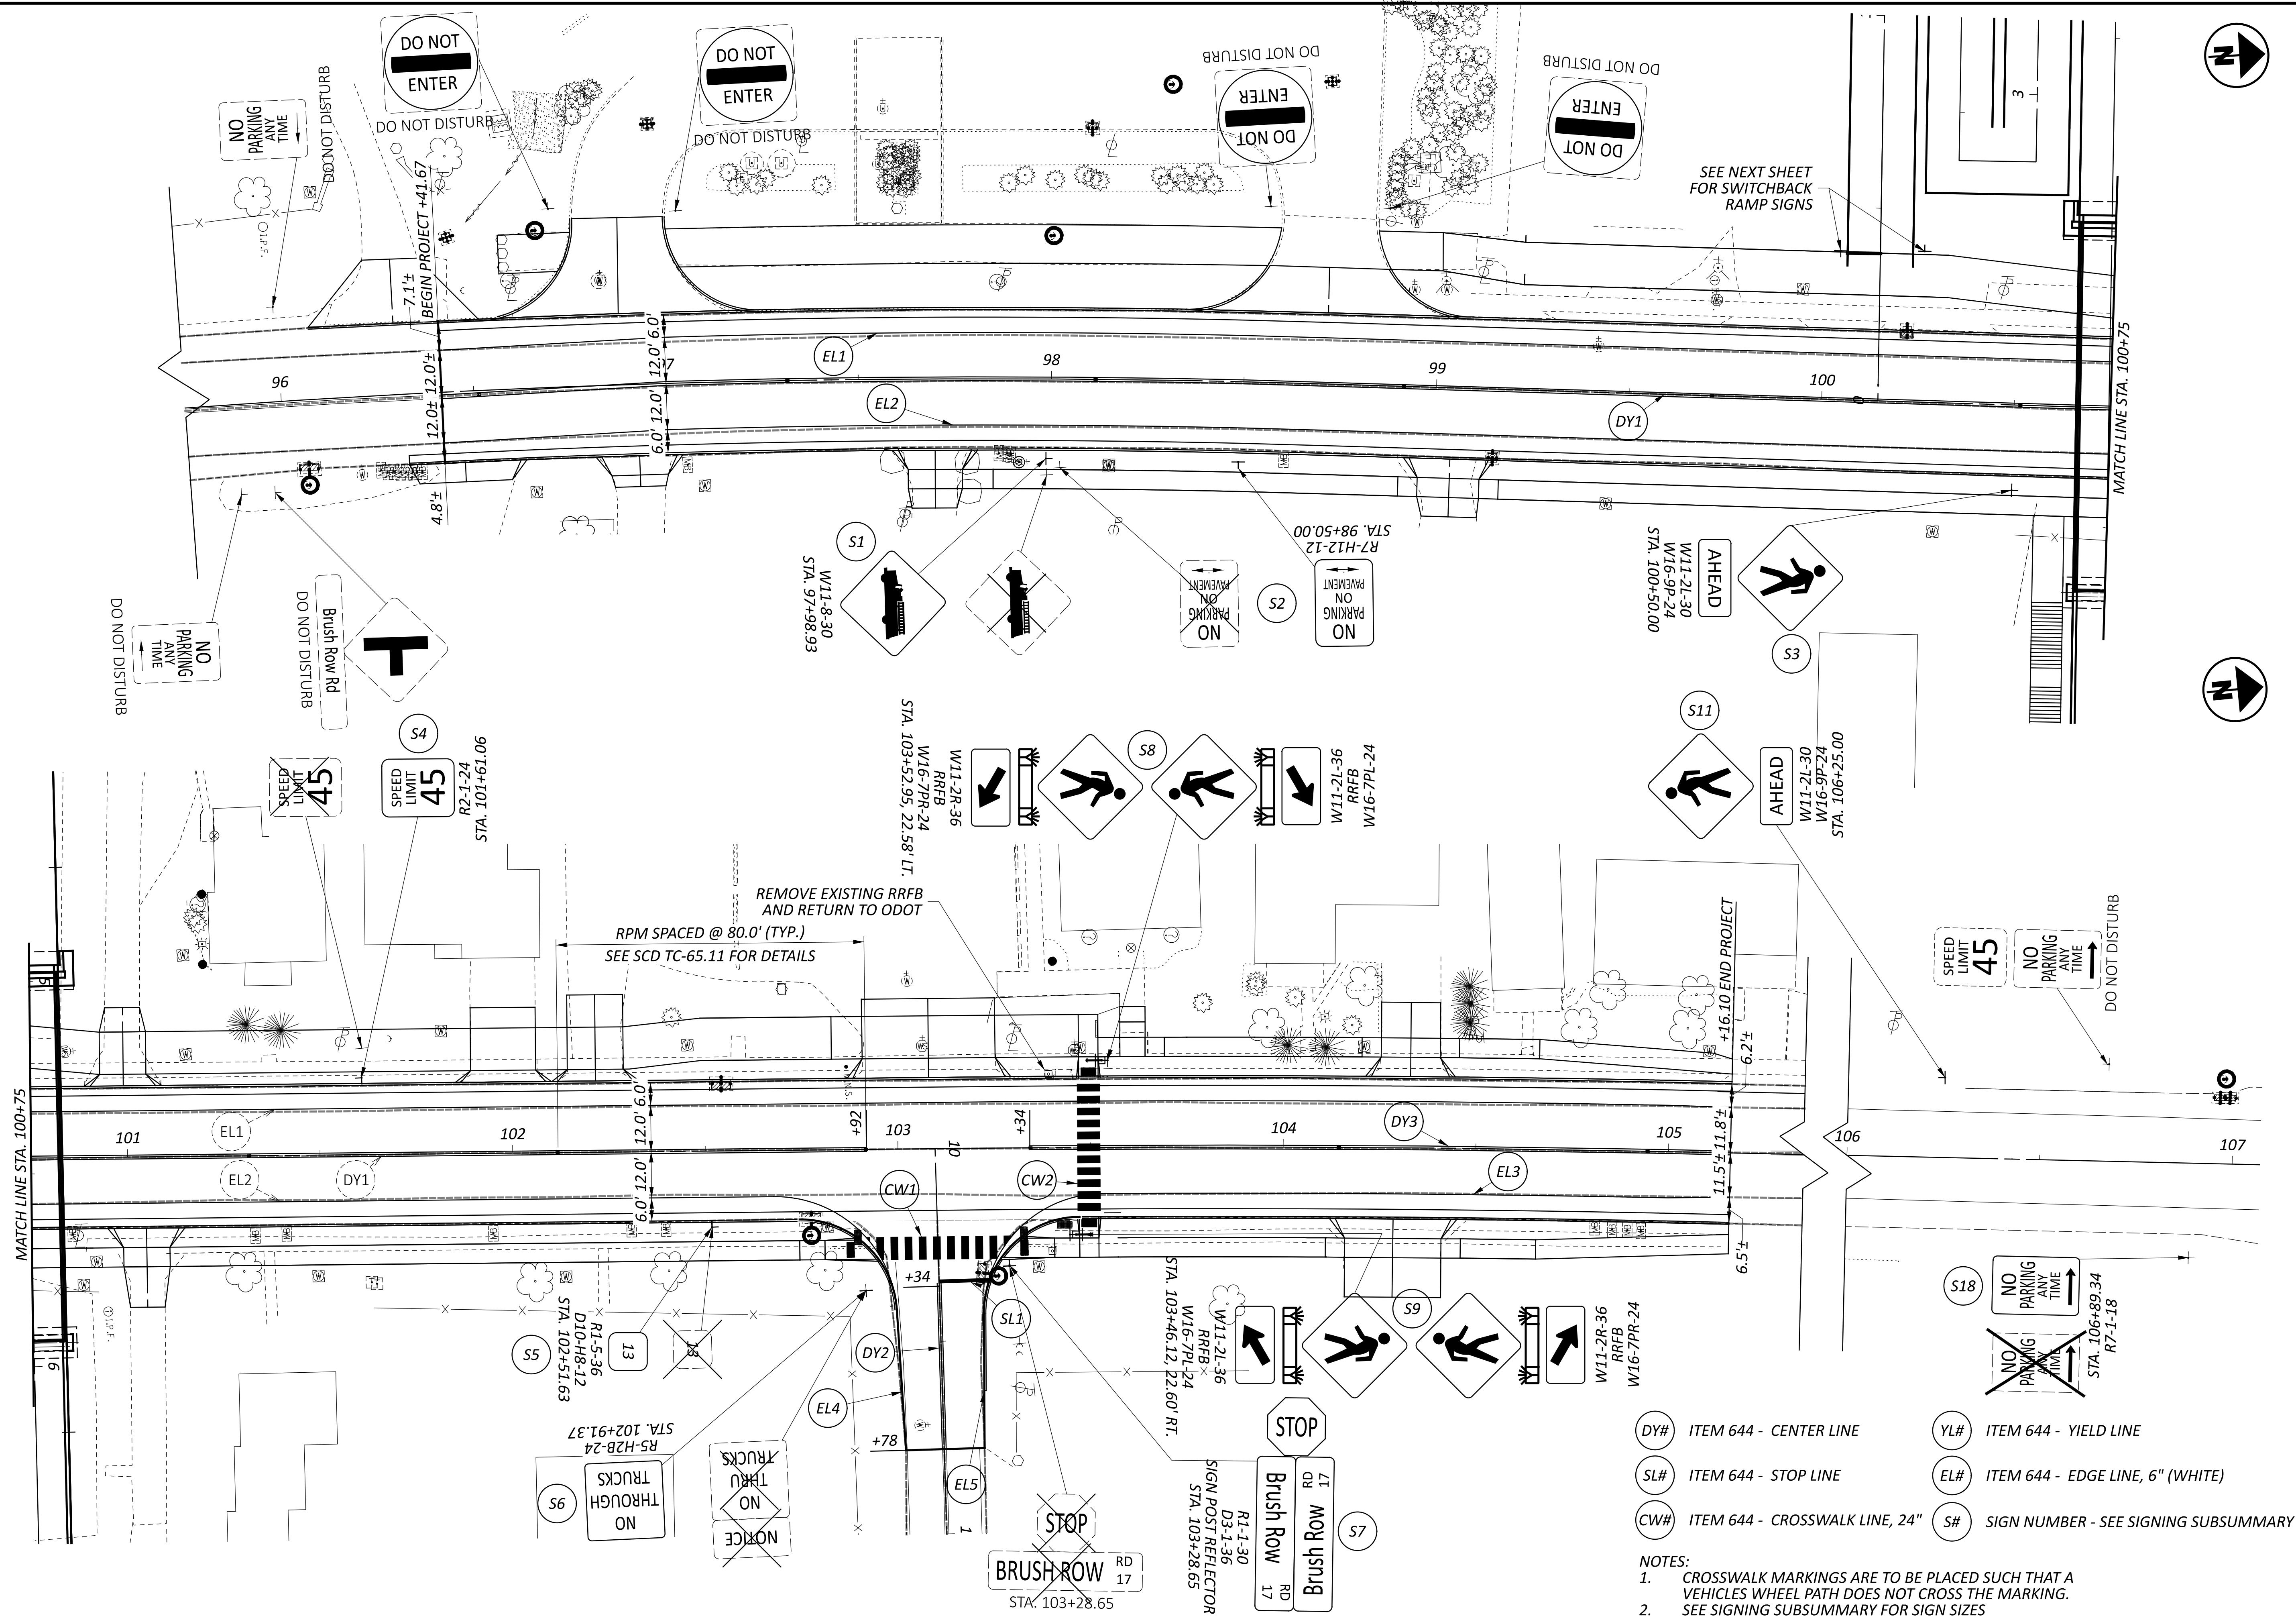 DO NOT
ENTER
DO NOT DISTURB
DO NOT
ENTER
DO NOT DISTURB
DO NOT DISTURB
DO NOT
ENTER
DO NOT DISTURB
DO NOT
ENTER
N
NO
PARKING
ANY
TIME
DO NOT DISTURB
I.P.F.
BEGIN PROJECT +41.67
7.1'±
12.0'±
12.0±
4.8'±
6.0'
12.0'
12.0'
6.0'
SEE NEXT SHEET
FOR SWITCHBACK
RAMP SIGNS
3
MATCH LINE STA. 100+75
96
97
98
99
100
0
EL1
EL2
DY1
DO NOT DISTURB
NO
PARKING
ANY
TIME
DO NOT DISTURB
Brush Row Rd
S1
W11-8-30
STA. 97+98.93
NO
PARKING
ON
PAVEMENT
S2
R7-H12-12
STA. 98+50.00
NO
PARKING
ON
PAVEMENT
W11-2L-30
W16-9P-24
STA. 100+50.00
AHEAD
S3
N
S4
SPEED
LIMIT
45
SPEED
LIMIT
45
R2-1-24
STA. 101+61.06
W11-2R-36
RRFB
W16-7PR-24
STA. 103+52.95, 22.58' LT.
S8
W11-2L-36
RRFB
W16-7PL-24
S11
AHEAD
W11-2L-30
W16-9P-24
STA. 106+25.00
REMOVE EXISTING RRFB
AND RETURN TO ODOT
RPM SPACED @ 80.0' (TYP.)
SEE SCD TC-65.11 FOR DETAILS
+16.10 END PROJECT
6.2'±
11.8'±
11.5'±
6.5'±
SPEED
LIMIT
45
NO
PARKING
ANY
TIME
DO NOT DISTURB
MATCH LINE STA. 100+75
EL1
EL2
DY1
101
102
103
104
105
106
107
6.0'
12.0'
12.0'
6.0'
+92
+34
10
CW1
CW2
DY3
EL3
+34
SL1
DY2
EL4
EL5
+78
1
6
I.P.F.
S5
R1-5-36
D10-H8-12
STA. 102+51.63
13
13
R5-H2B-24
STA. 102+91.37
S6
NO
THROUGH
TRUCKS
NOTICE
NO
THRU
TRUCKS
STOP
BRUSH ROW RD 17
STA. 103+28.65
W11-2L-36
RRFB
W16-7PL-24
STA. 103+46.12, 22.60' RT.
S9
W11-2R-36
RRFB
W16-7PR-24
STOP
Brush Row RD 17
Brush Row RD 17
S7
R1-1-30
D3-1-36
SIGN POST REFLECTOR
STA. 103+28.65
S18
NO
PARKING
ANY
TIME
NO
PARKING
ANY
TIME
STA. 106+89.34
R7-1-18
DY# ITEM 644 - CENTER LINE
YL# ITEM 644 - YIELD LINE
SL# ITEM 644 - STOP LINE
EL# ITEM 644 - EDGE LINE, 6" (WHITE)
CW# ITEM 644 - CROSSWALK LINE, 24"
S# SIGN NUMBER - SEE SIGNING SUBSUMMARY
NOTES:
1. CROSSWALK MARKINGS ARE TO BE PLACED SUCH THAT A
VEHICLES WHEEL PATH DOES NOT CROSS THE MARKING.
2. SEE SIGNING SUBSUMMARY FOR SIGN SIZES